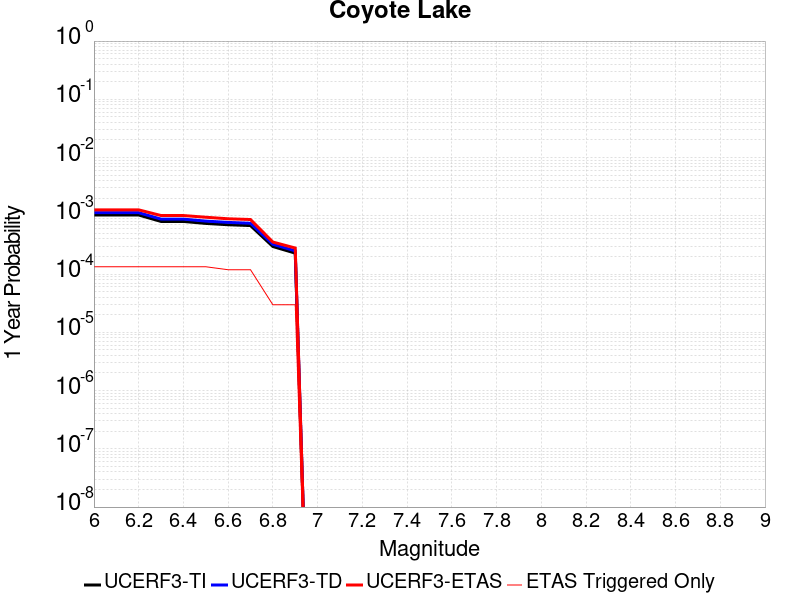 Coyote Lake
10^0
10^-1
10^-2
10^-3
10^-4
10^-5
10^-6
10^-7
10^-8
1 Year Probability
6 6.2 6.4 6.6 6.8 7 7.2 7.4 7.6 7.8 8 8.2 8.4 8.6 8.8 9
Magnitude
UCERF3-TI UCERF3-TD UCERF3-ETAS ETAS Triggered Only